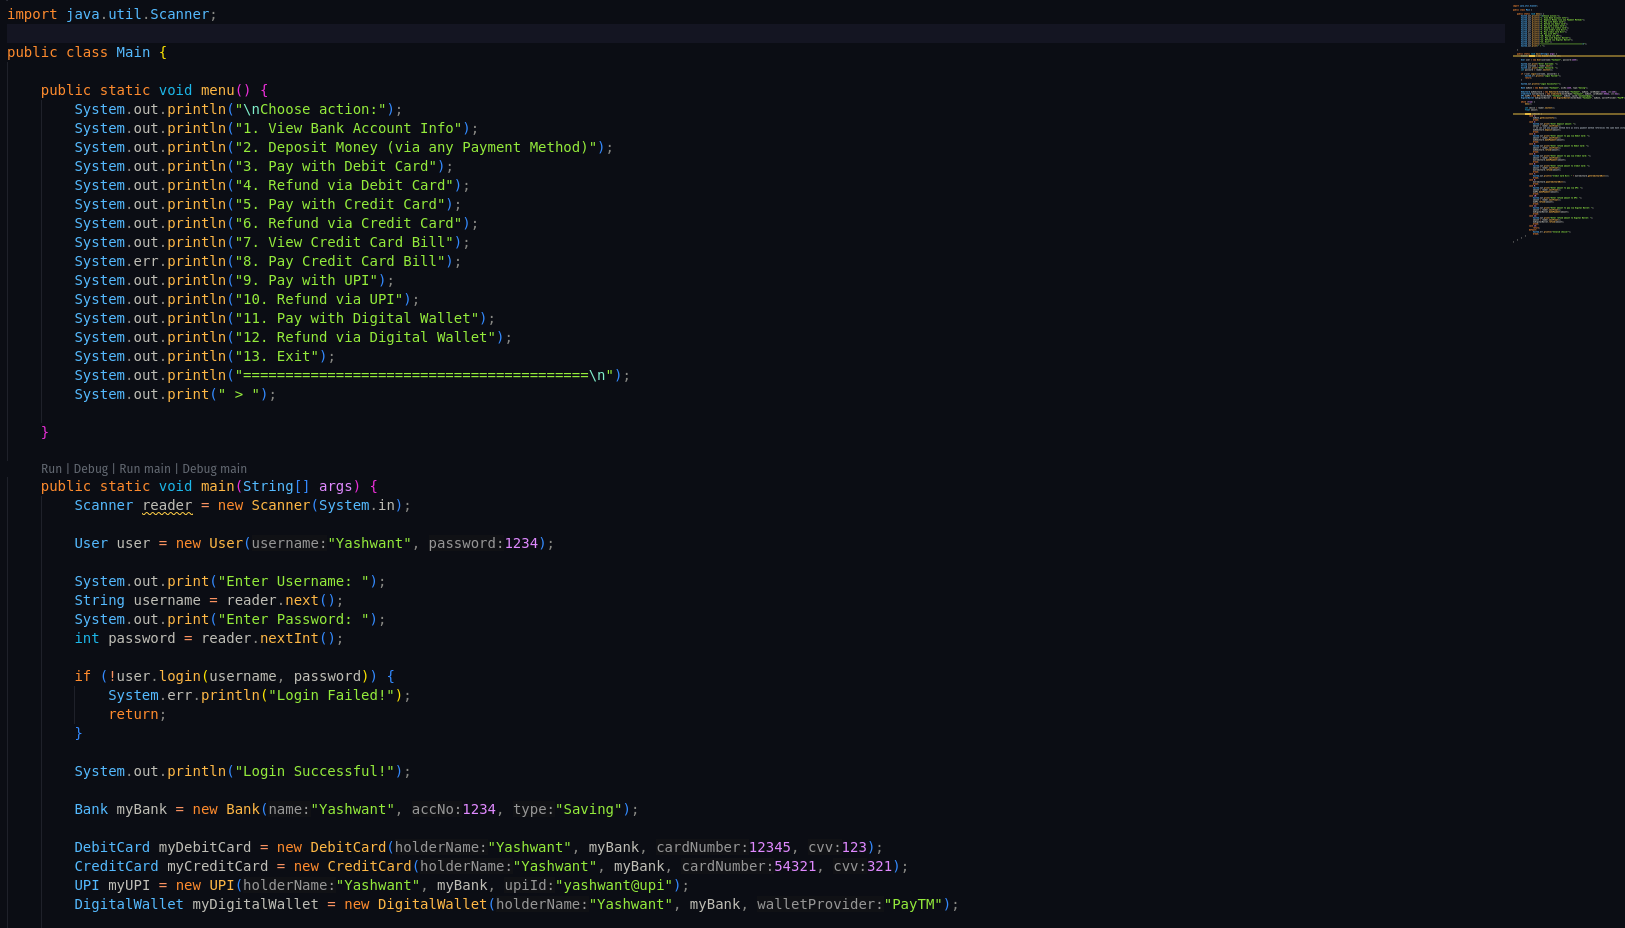 import java.util.Scanner;
public class Main {
public static void menu() {
System.out.println("\nChoose action:");
System.out.println("1. View Bank Account Info");
System.out.println("2. Deposit Money (via any Payment Method)");
System.out.println("3. Pay with Debit Card");
System.out.println("4. Refund via Debit Card");
System.out.println("5. Pay with Credit Card");
System.out.println("6. Refund via Credit Card");
System.out.println("7. View Credit Card Bill");
System.err.println("8. Pay Credit Card Bill");
System.out.println("9. Pay with UPI");
System.out.println("10. Refund via UPI");
System.out.println("11. Pay with Digital Wallet");
System.out.println("12. Refund via Digital Wallet");
System.out.println("13. Exit");
System.out.println("=========================================\n");
System.out.print(" > ");
}
Run | Debug | Run main | Debug main
public static void main(String[] args) {
Scanner reader = new Scanner(System.in);
User user = new User(username:"Yashwant", password:1234);
System.out.print("Enter Username: ");
String username = reader.next();
System.out.print("Enter Password: ");
int password = reader.nextInt();
if (!user.login(username, password)) {
System.err.println("Login Failed!");
return;
}
System.out.println("Login Successful!");
Bank myBank = new Bank(name:"Yashwant", accNo:1234, type:"Saving");
DebitCard myDebitCard = new DebitCard(holderName:"Yashwant", myBank, cardNumber:12345, cvv:123);
CreditCard myCreditCard = new CreditCard(holderName:"Yashwant", myBank, cardNumber:54321, cvv:321);
UPI myUPI = new UPI(holderName:"Yashwant", myBank, upiId:"yashwant@upi");
DigitalWallet myDigitalWallet = new DigitalWallet(holderName:"Yashwant", myBank, walletProvider:"PayTM");